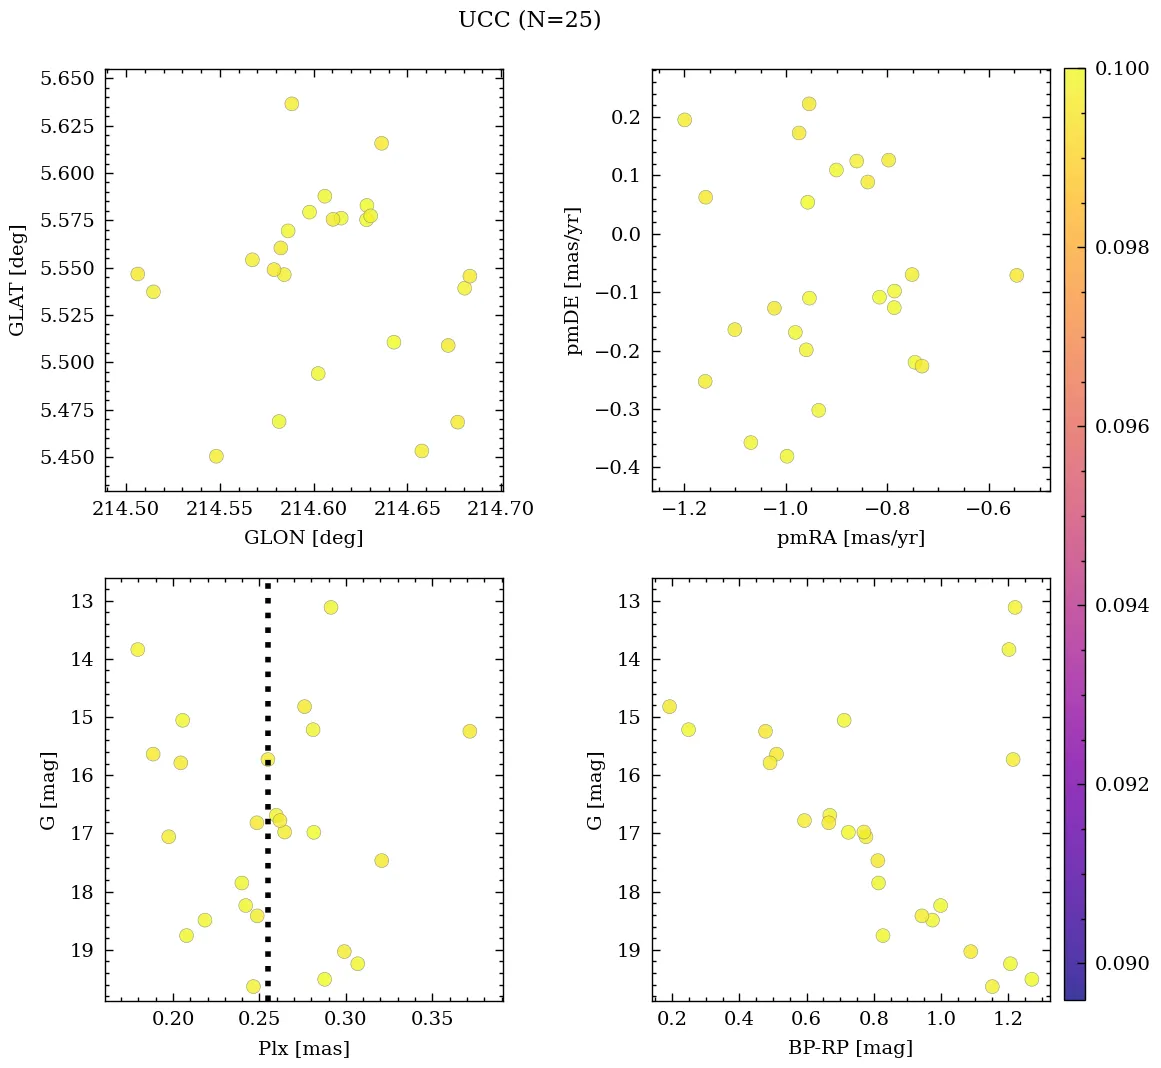 UCC (N=25)
5.650
5.625
5.600
5.575
5.550
5.525
5.500
5.475
5.450
GLAT [deg]
214.50 214.55 214.60 214.65 214.70
GLON [deg]
0.2
0.1
0.0
−0.1
−0.2
−0.3
−0.4
pmDE [mas/yr]
−1.2 −1.0 −0.8 −0.6
pmRA [mas/yr]
13
14
15
16
17
18
19
G [mag]
0.20 0.25 0.30 0.35
Plx [mas]
13
14
15
16
17
18
19
G [mag]
0.2 0.4 0.6 0.8 1.0 1.2
BP-RP [mag]
0.100
0.098
0.096
0.094
0.092
0.090